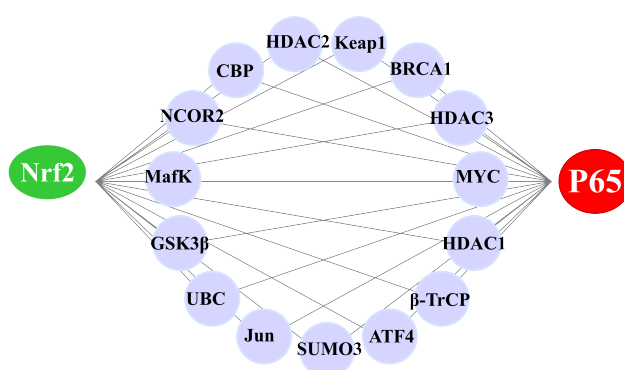 HDAC2
Keap1
CBP
BRCA1
NCOR2
HDAC3
Nrf2
MafK
MYC
P65
GSK3β
HDAC1
UBC
β-TrCP
Jun
SUMO3
ATF4